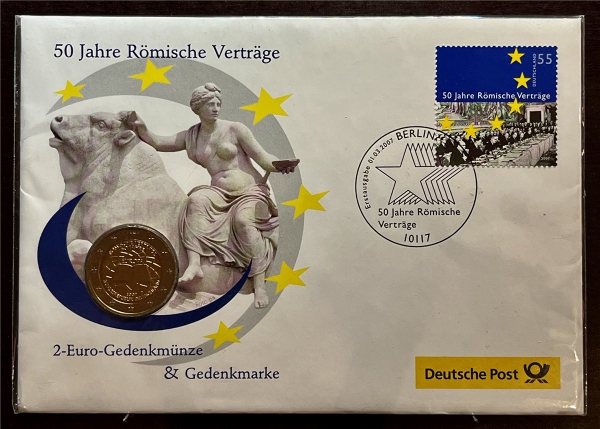 50 Jahre Römische Verträge
55
DEUTSCHLAND
50 Jahre Römische Verträge
Erstausgabe 01.03.2007 BERLIN
50 Jahre Römische
Verträge
10117
2-Euro-Gedenkmünze
& Gedenkmarke
Deutsche Post